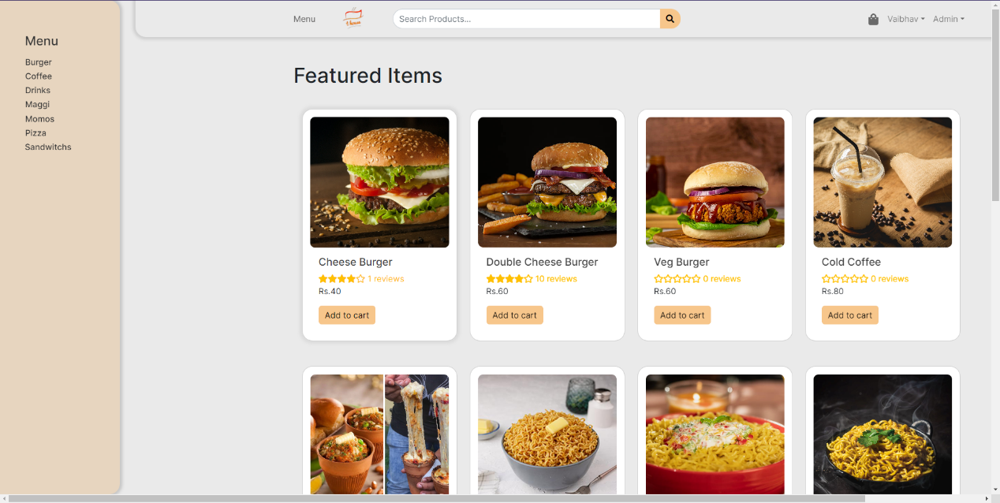 Menu
Search Products...
Vaibhav
Admin
Menu
Burger
Coffee
Drinks
Maggi
Momos
Pizza
Sandwitchs
Featured Items
Cheese Burger
1 reviews
Rs.40
Add to cart
Double Cheese Burger
10 reviews
Rs.60
Add to cart
Veg Burger
0 reviews
Rs.60
Add to cart
Cold Coffee
0 reviews
Rs.80
Add to cart